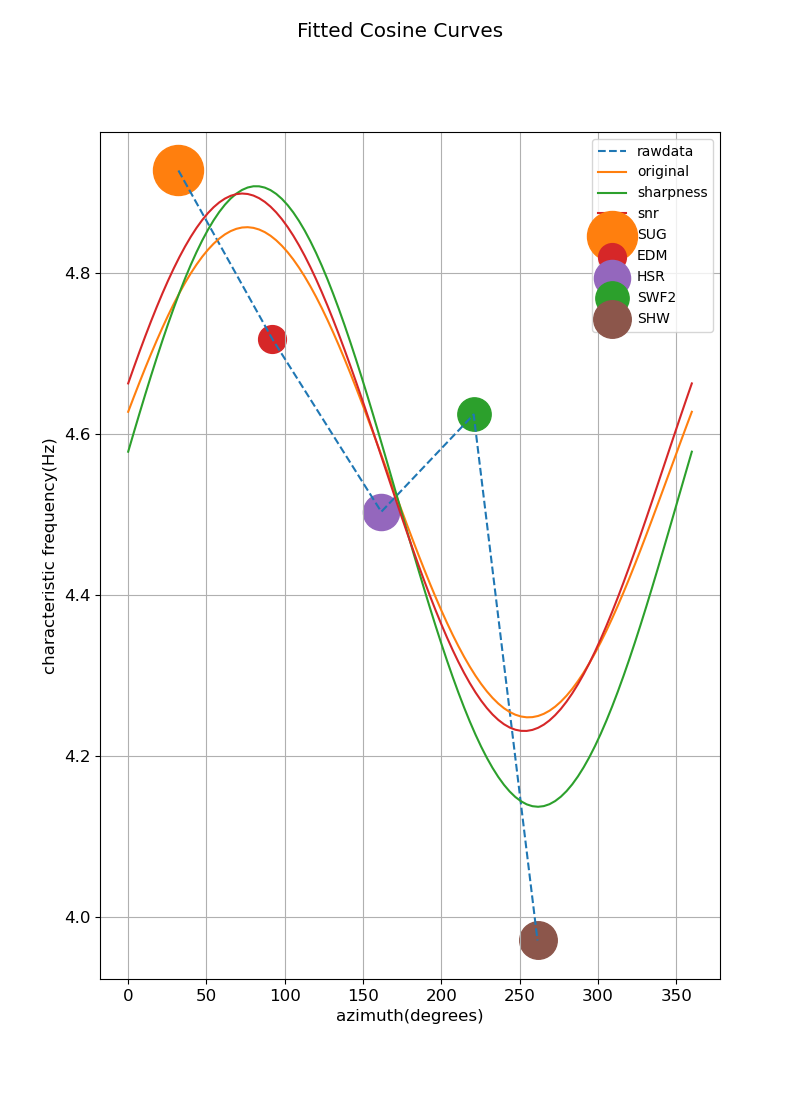 Fitted Cosine Curves
rawdata
original
sharpness
snr
SUG
EDM
HSR
SWF2
SHW
4.8
4.6
4.4
4.2
4.0
characteristic frequency(Hz)
0 50 100 150 200 250 300 350
azimuth(degrees)